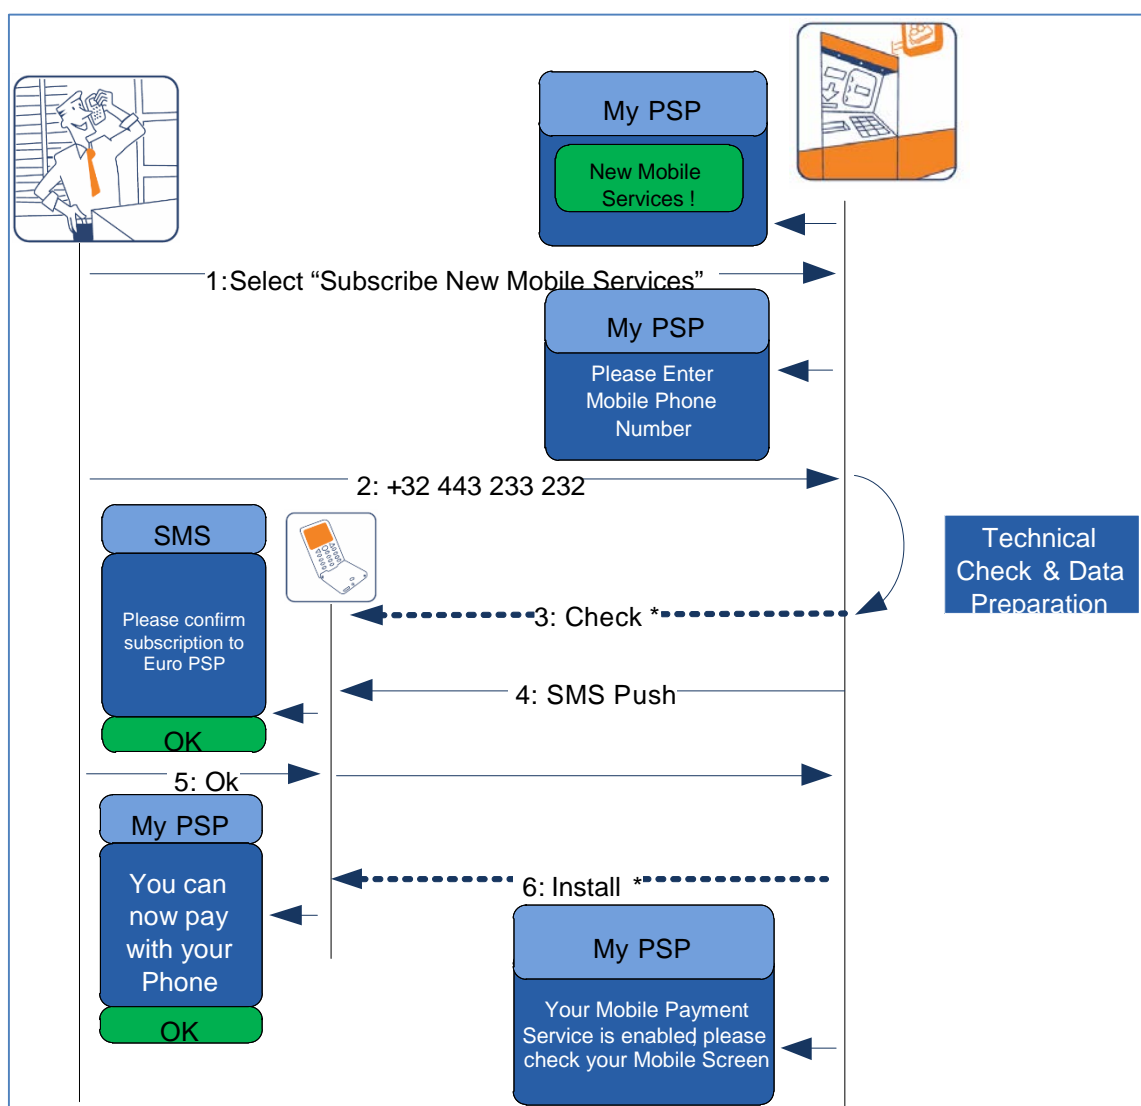 My PSP
New Mobile
Services !
1:Select “Subscribe New Mobile Services”
My PSP
Please Enter
Mobile Phone
Number
2: +32 443 233 232
SMS
Please confirm
subscription to
Euro PSP
OK
Technical
Check & Data
Preparation
3: Check *
4: SMS Push
5: Ok
My PSP
You can
now pay
with your
Phone
OK
6: Install *
My PSP
Your Mobile Payment
Service is enabled, please
check your Mobile Screen